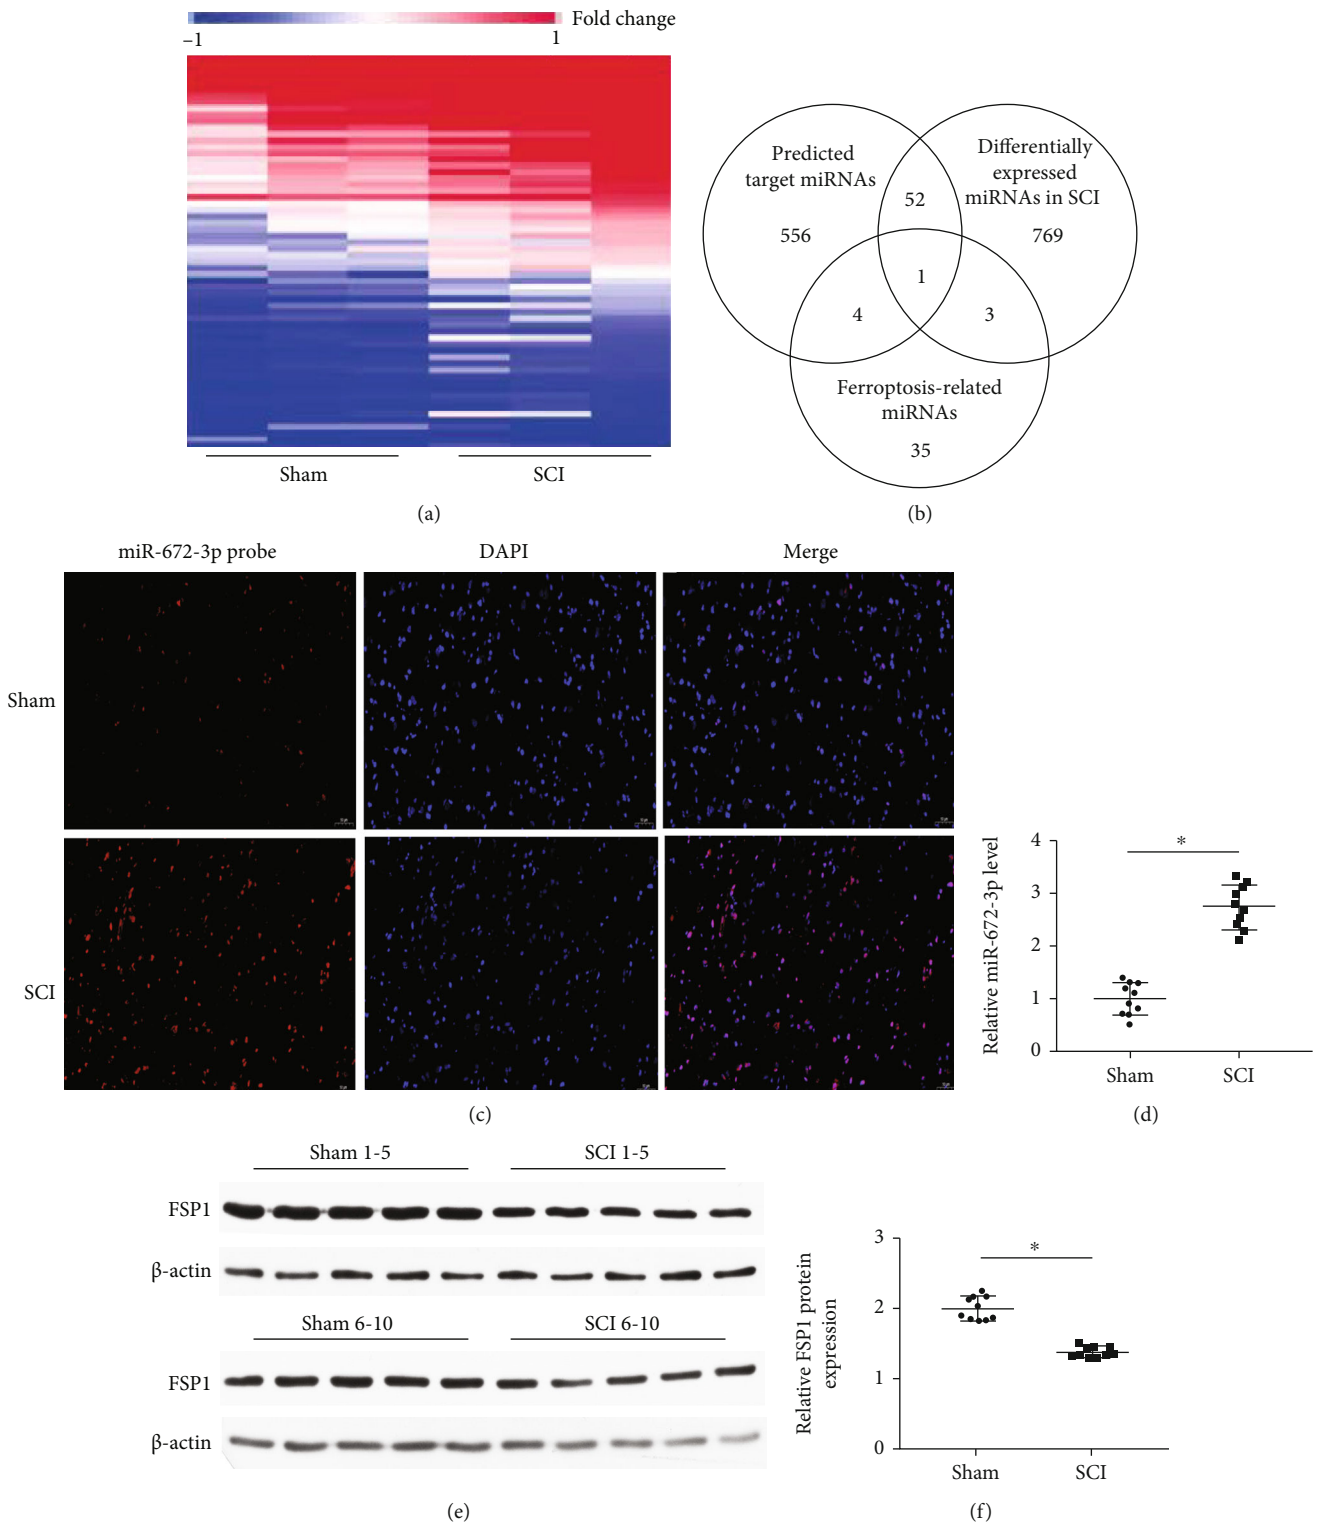 Fold change
−1
1
Sham
SCI
(a)
Predicted
target miRNAs
Differentially
expressed
miRNAs in SCI
52
556
769
1
4
3
Ferroptosis-related
miRNAs
35
(b)
miR-672-3p probe
DAPI
Merge
Sham
SCI
(c)
Relative miR-672-3p level
4
3
2
1
0
*
Sham
SCI
(d)
Sham 1-5
SCI 1-5
FSP1
β-actin
Sham 6-10
SCI 6-10
FSP1
β-actin
(e)
Relative FSP1 protein
expression
3
2
1
0
*
Sham
SCI
(f)